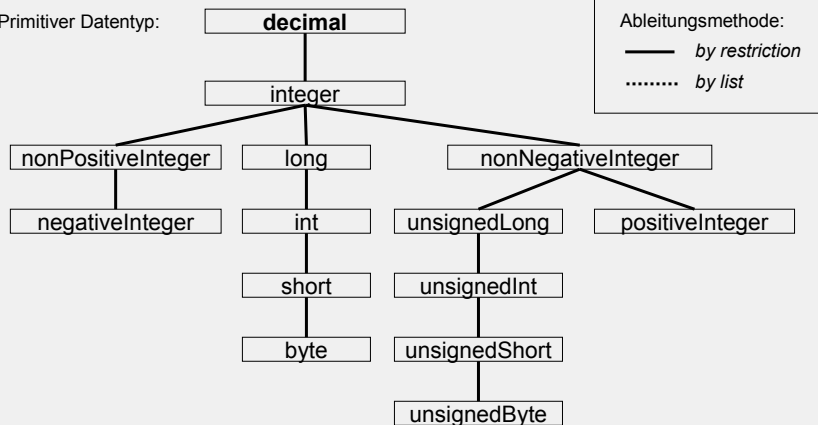 Primitiver Datentyp:
decimal
Ableitungsmethode:
by restriction
by list
integer
nonPositiveInteger
long
nonNegativeInteger
negativeInteger
int
unsignedLong
positiveInteger
short
unsignedInt
byte
unsignedShort
unsignedByte